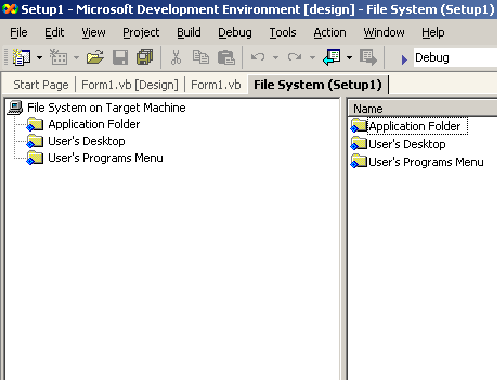 Setup1 - Microsoft Development Environment [design] - File System (Setup1)
File Edit View Project Build Debug Tools Action Window Help
Debug
Start Page Form1.vb [Design] Form1.vb File System (Setup1)
File System on Target Machine
Application Folder
User's Desktop
User's Programs Menu
Name
Application Folder
User's Desktop
User's Programs Menu